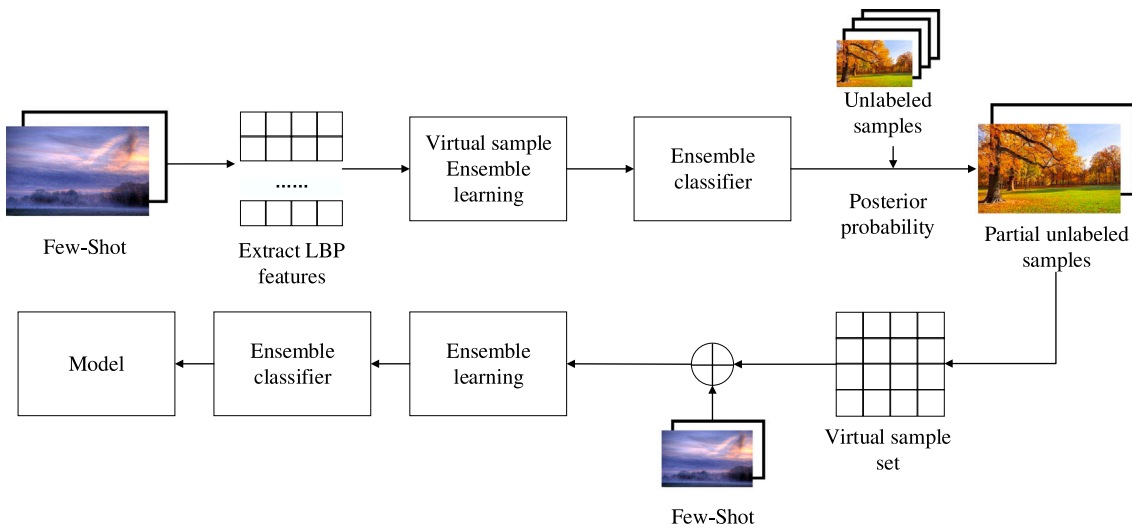 Few-Shot
......
Extract LBP
features
Virtual sample
Ensemble
learning
Ensemble
classifier
Unlabeled
samples
Posterior
probability
Partial unlabeled
samples
Model
Ensemble
classifier
Ensemble
learning
Few-Shot
Virtual sample
set